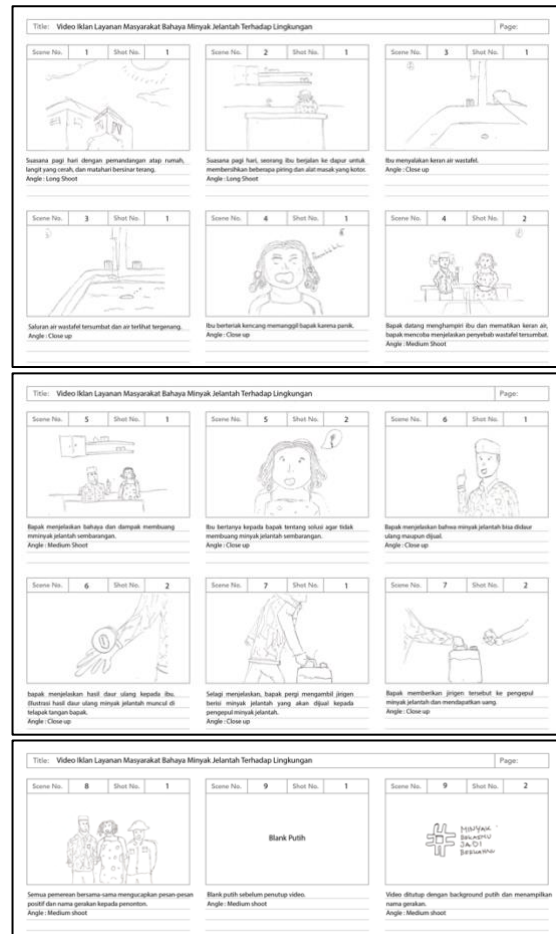 Title: Video Iklan Layanan Masyarakat Bahaya Minyak Jelantah Terhadap Lingkungan Page:
Scene No. 1 Shot No. 1
Suasana pagi hari dengan pemandangan atap rumah,
langit yang cerah, dan matahari bersinar terang.
Angle : Long Shoot
Scene No. 2 Shot No. 1
Suasana pagi hari, seorang ibu berjalan ke dapur untuk
membersihkan beberapa piring dan alat masak yang kotor.
Angle : Long Shoot
Scene No. 3 Shot No. 1
Ibu menyalakan keran air wastafel.
Angle : Close up
Scene No. 3 Shot No. 1
Saluran air wastafel tersumbat dan air terlihat tergenang.
Angle : Close up
Scene No. 4 Shot No. 1
Ibu berteriak kencang memanggil bapak karena panik.
Angle : Close up
Scene No. 4 Shot No. 2
Bapak datang menghampiri ibu dan mematikan keran air,
bapak mencoba menjelaskan penyebab wastafel tersumbat.
Angle : Medium Shoot
Title: Video Iklan Layanan Masyarakat Bahaya Minyak Jelantah Terhadap Lingkungan Page:
Scene No. 5 Shot No. 1
Bapak menjelaskan bahaya dan dampak membuang
mminyak jelantah sembarangan.
Angle : Medium Shoot
Scene No. 5 Shot No. 2
Ibu bertanya kepada bapak tentang solusi agar tidak
membuang minyak jelantah sembarangan.
Angle : Close up
Scene No. 6 Shot No. 1
Bapak menjelaskan bahwa minyak jelantah bisa didaur
ulang maupun dijual.
Angle : Close up
Scene No. 6 Shot No. 2
bapak menjelaskan hasil daur ulang kepada ibu.
(Ilustrasi hasil daur ulang minyak jelantah muncul di
telapak tangan bapak.
Angle : Close up
Scene No. 7 Shot No. 1
Selagi menjelaskan, bapak pergi mengambil jirigen
berisi minyak jelantah yang akan dijual kepada
pengepul minyak jelantah.
Angle : Close up
Scene No. 7 Shot No. 2
Bapak memberikan jirigen tersebut ke pengepul
minyak jelantah dan mendapatkan uang.
Angle : Close up
Title: Video Iklan Layanan Masyarakat Bahaya Minyak Jelantah Terhadap Lingkungan Page:
Scene No. 8 Shot No. 1
Semua pemeran bersama-sama mengucapkan pesan-pesan
positif dan nama gerakan kepada penonton.
Angle : Medium shoot
Scene No. 9 Shot No. 1
Blank Putih
Blank putih sebelum penutup video.
Angle : Medium shoot
Scene No. 9 Shot No. 2
# MINYAK
BEKASMU
JADI
Video ditutup dengan background putih dan menampilkan
nama gerakan.
Angle : Medium shoot